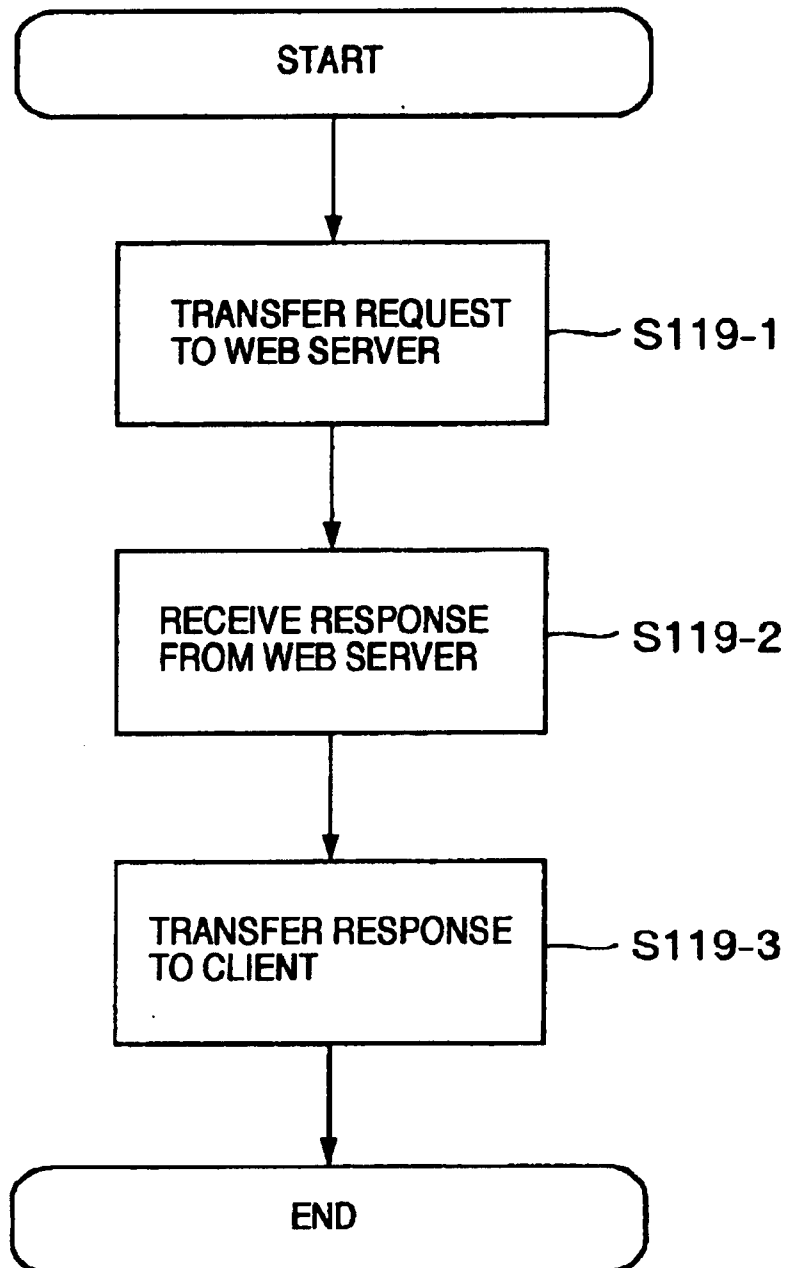 START
TRANSFER REQUEST
TO WEB SERVER
S119-1
RECEIVE RESPONSE
FROM WEB SERVER
S119-2
TRANSFER RESPONSE
TO CLIENT
S119-3
END